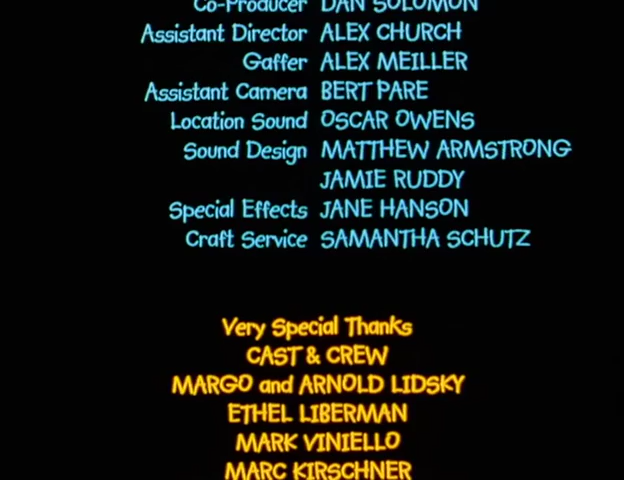 Co-Producer DAN SOLOMON
Assistant Director ALEX CHURCH
Gaffer ALEX MEILLER
Assistant Camera BERT PARE
Location Sound OSCAR OWENS
Sound Design MATTHEW ARMSTRONG
JAMIE RUDDY
Special Effects JANE HANSON
Craft Service SAMANTHA SCHUTZ
Very Special Thanks
CAST & CREW
MARGO and ARNOLD LIDSKY
ETHEL LIBERMAN
MARK VINIELLO
MARC KIRSCHNER